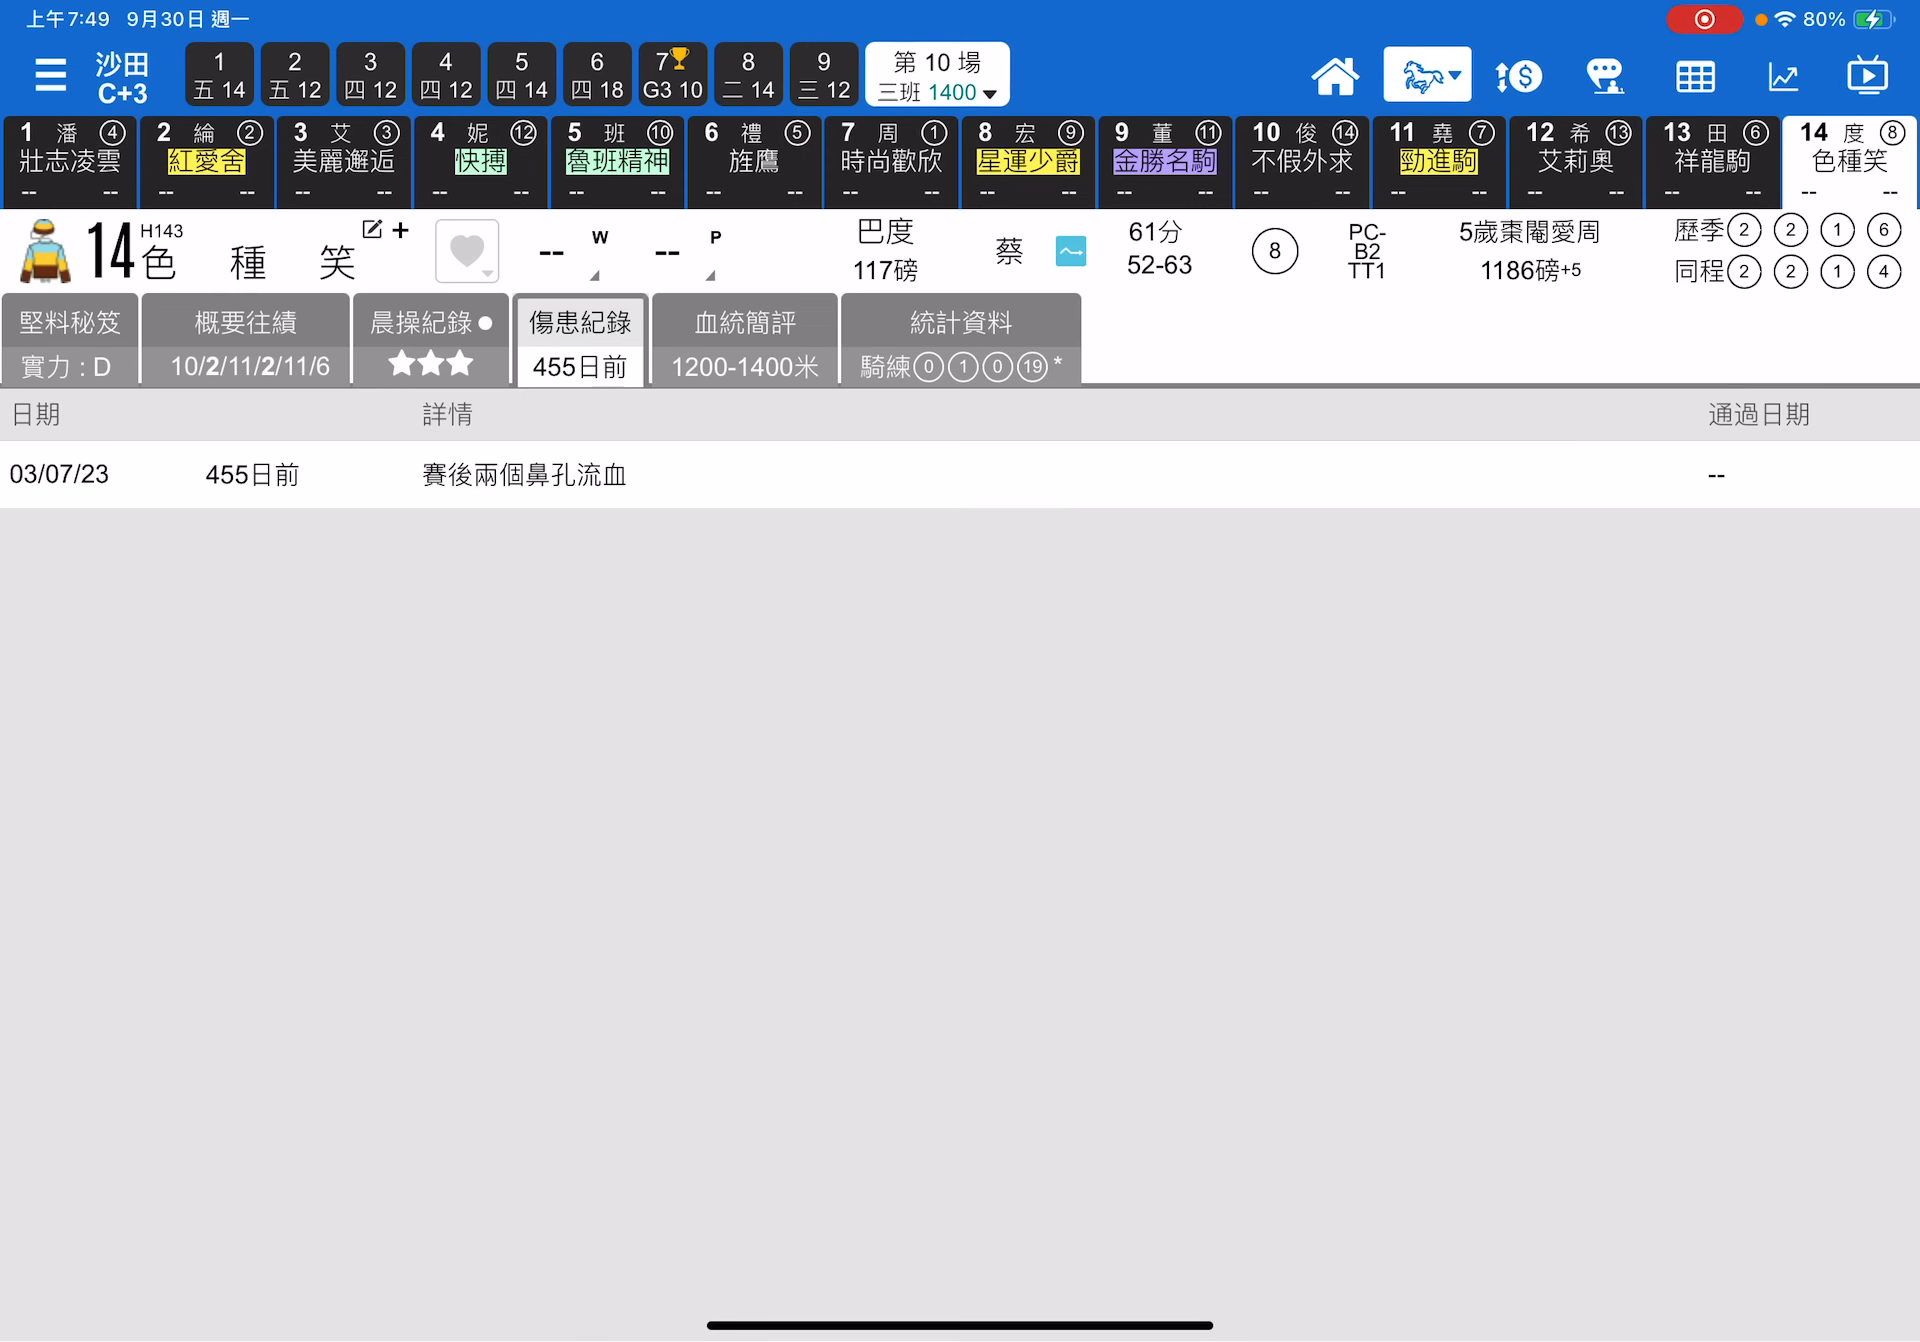 上午7:49 9月30日 週一 80%
沙田 C+3
1 五 14
2 五 12
3 四 12
4 四 12
5 四 14
6 四 18
7 G3 10
8 二 14
9 三 12
第 10 場 三班 1400
1 潘 4 壯志凌雲 -- --
2 綸 2 紅愛舍 -- --
3 艾 3 美麗邂逅 -- --
4 妮 12 快搏 -- --
5 班 10 魯班精神 -- --
6 禮 5 旌鷹 -- --
7 周 1 時尚歡欣 -- --
8 宏 9 星運少爵 -- --
9 董 11 金勝名駒 -- --
10 俊 14 不假外求 -- --
11 堯 7 勁進駒 -- --
12 希 13 艾莉奧 -- --
13 田 6 祥龍駒 -- --
14 度 8 色種笑 -- --
14 H143 色種笑 +
-- W -- P
巴度
117磅
蔡
61分
52-63
8
PC-
B2
TT1
5歲棗閹愛周
1186磅+5
歷季 2 2 1 6
同程 2 2 1 4
堅料秘笈
實力 : D
概要往績
10/2/11/2/11/6
晨操紀錄
傷患紀錄
455日前
血統簡評
1200-1400米
統計資料
騎練 0 1 0 19 *
日期 詳情 通過日期
03/07/23 455日前 賽後兩個鼻孔流血 --